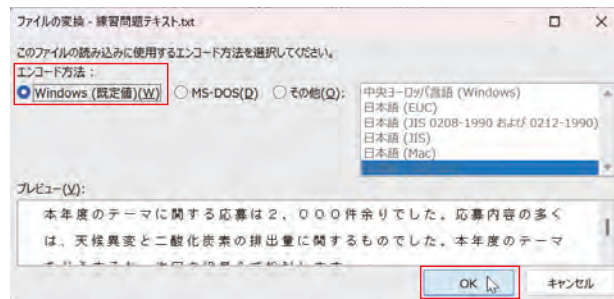 ファイルの変換 - 練習問題テキスト.txt
このファイルの読み込みに使用するエンコード方法を選択してください。
エンコード方法：
Windows (既定値)(W) MS-DOS(D) その他(O):
中央ヨーロッパ言語 (Windows)
日本語 (EUC)
日本語 (JIS 0208-1990 および 0212-1990)
日本語 (JIS)
日本語 (Mac)
プレビュー(V):
本年度のテーマに関する応募は２，０００件余りでした。応募内容の多く
は、天候異変と二酸化炭素の排出量に関するものでした。本年度のテーマ
OK キャンセル